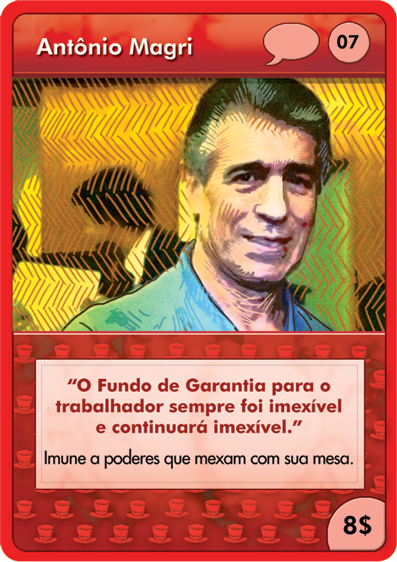 Antônio Magri
07
“O Fundo de Garantia para o
trabalhador sempre foi imexível
e continuará imexível.”
Imune a poderes que mexam com sua mesa.
8$